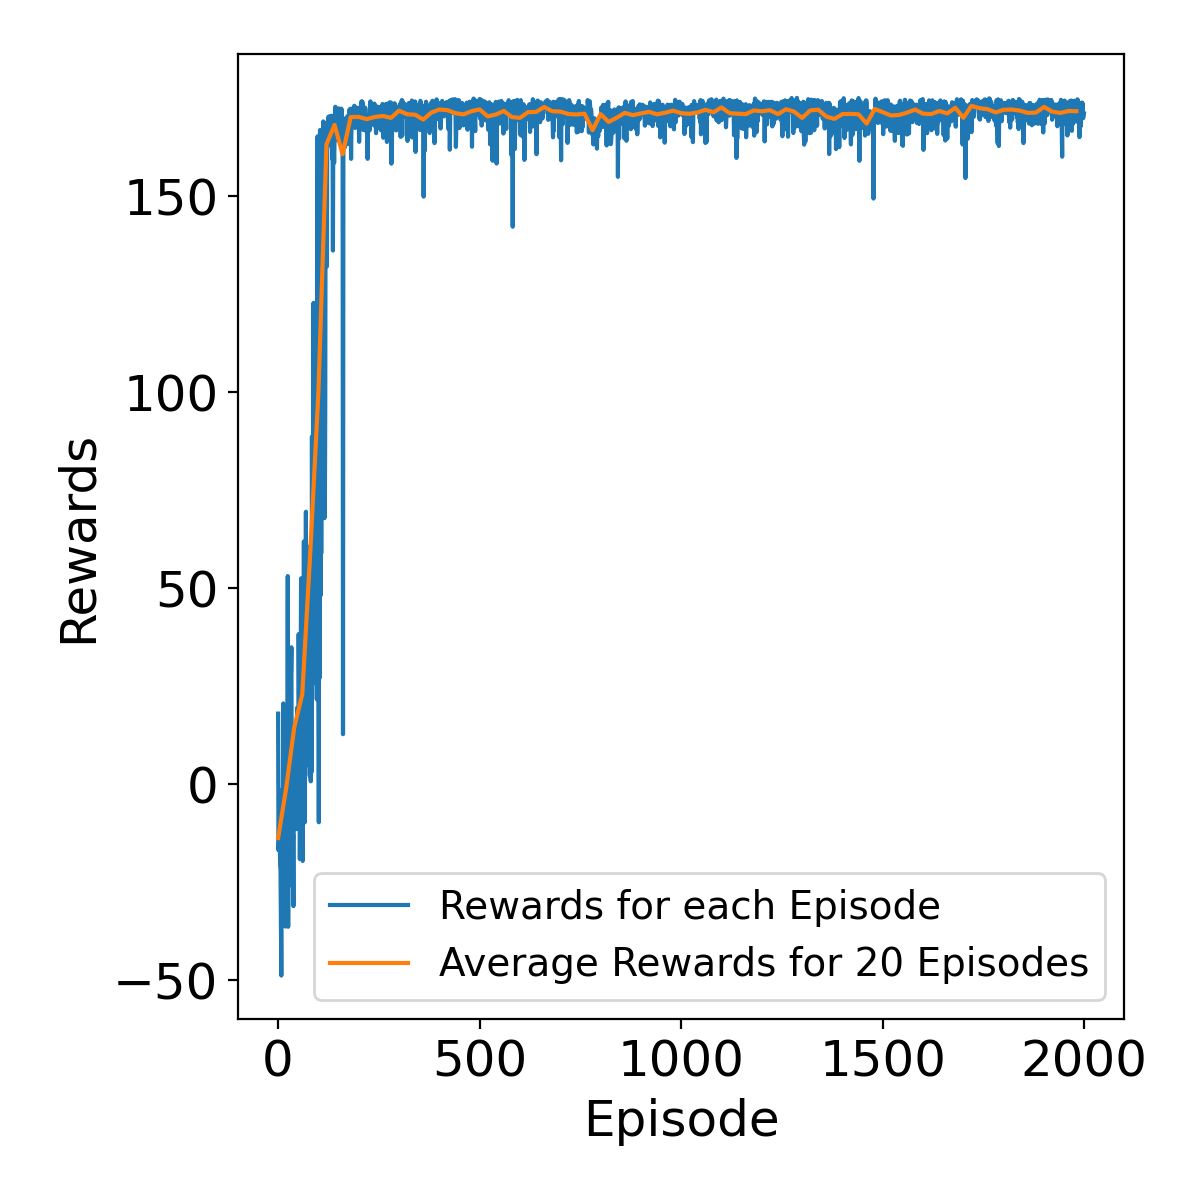 150
100
50
0
−50
Rewards
Rewards for each Episode
Average Rewards for 20 Episodes
0 500 1000 1500 2000
Episode